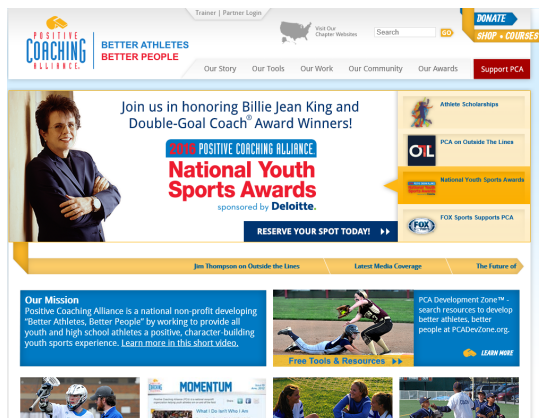 Trainer | Partner Login
Visit Our
Chapter Websites
Search
GO
DONATE
SHOP + COURSES
POSITIVE
COACHING
ALLIANCE
BETTER ATHLETES
BETTER PEOPLE
Our Story
Our Tools
Our Work
Our Community
Our Awards
Support PCA
Join us in honoring Billie Jean King and
Double-Goal Coach® Award Winners!
2016 POSITIVE COACHING ALLIANCE
National Youth
Sports Awards
sponsored by Deloitte.
RESERVE YOUR SPOT TODAY!
Athlete Scholarships
OTL
PCA on Outside The Lines
National Youth Sports Awards
FOX
FOX Sports Supports PCA
Jim Thompson on Outside the Lines
Latest Media Coverage
The Future of
Our Mission
Positive Coaching Alliance is a national non-profit developing
“Better Athletes, Better People” by working to provide all
youth and high school athletes a positive, character-building
youth sports experience. Learn more in this short video.
Free Tools & Resources
PCA Development Zone™ -
search resources to develop
better athletes, better
people at PCADevZone.org.
LEARN MORE
MOMENTUM
What I Do Isn't Who I Am